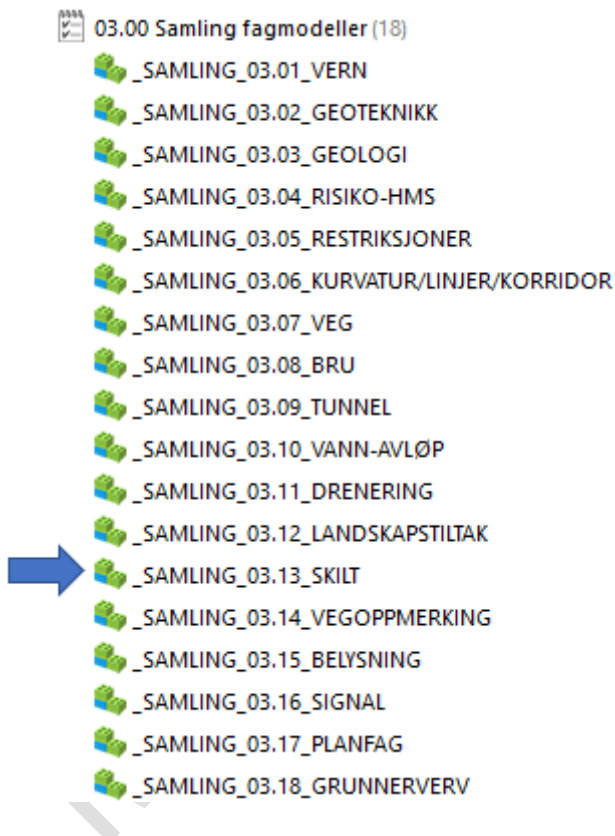 03.00 Samling fagmodeller (18)
_SAMLING_03.01_VERN
_SAMLING_03.02_GEOTEKNIKK
_SAMLING_03.03_GEOLOGI
_SAMLING_03.04_RISIKO-HMS
_SAMLING_03.05_RESTRIKSJONER
_SAMLING_03.06_KURVATUR/LINJER/KORRIDOR
_SAMLING_03.07_VEG
_SAMLING_03.08_BRU
_SAMLING_03.09_TUNNEL
_SAMLING_03.10_VANN-AVLØP
_SAMLING_03.11_DRENERING
_SAMLING_03.12_LANDSKAPSTILTAK
_SAMLING_03.13_SKILT
_SAMLING_03.14_VEGOPPMERKING
_SAMLING_03.15_BELYSNING
_SAMLING_03.16_SIGNAL
_SAMLING_03.17_PLANFAG
_SAMLING_03.18_GRUNNERVERV